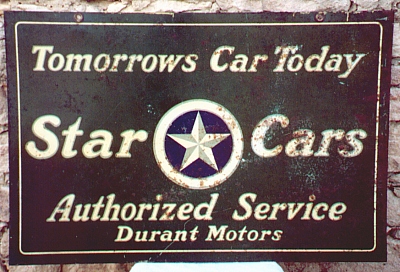 Tomorrows Car Today
Star Cars
Authorized Service
Durant Motors